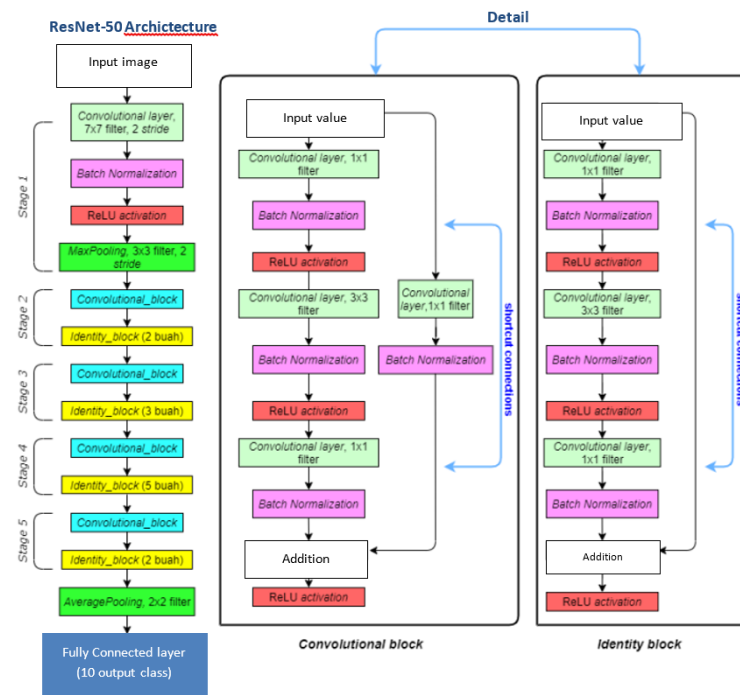 ResNet-50 Archictecture
Input image
Convolutional layer,
7x7 filter, 2 stride
Batch Normalization
ReLU activation
MaxPooling, 3x3 filter, 2
stride
Convolutional_block
Identity_block (2 buah)
Convolutional_block
Identity_block (3 buah)
Convolutional_block
Identity_block (5 buah)
Convolutional_block
Identity_block (2 buah)
AveragePooling, 2x2 filter
Fully Connected layer
(10 output class)
Stage 1
Stage 2
Stage 3
Stage 4
Stage 5
Detail
Input value
Convolutional layer, 1x1
filter
Batch Normalization
ReLU activation
Convolutional layer, 3x3
filter
Batch Normalization
ReLU activation
Convolutional layer, 1x1
filter
Batch Normalization
Addition
ReLU activation
Convolutional
layer,1x1 filter
Batch Normalization
shortcut connections
Convolutional block
Input value
Convolutional layer,
1x1 filter
Batch Normalization
ReLU activation
Convolutional layer,
3x3 filter
Batch Normalization
ReLU activation
Convolutional layer,
1x1 filter
Batch Normalization
Addition
ReLU activation
Identity block